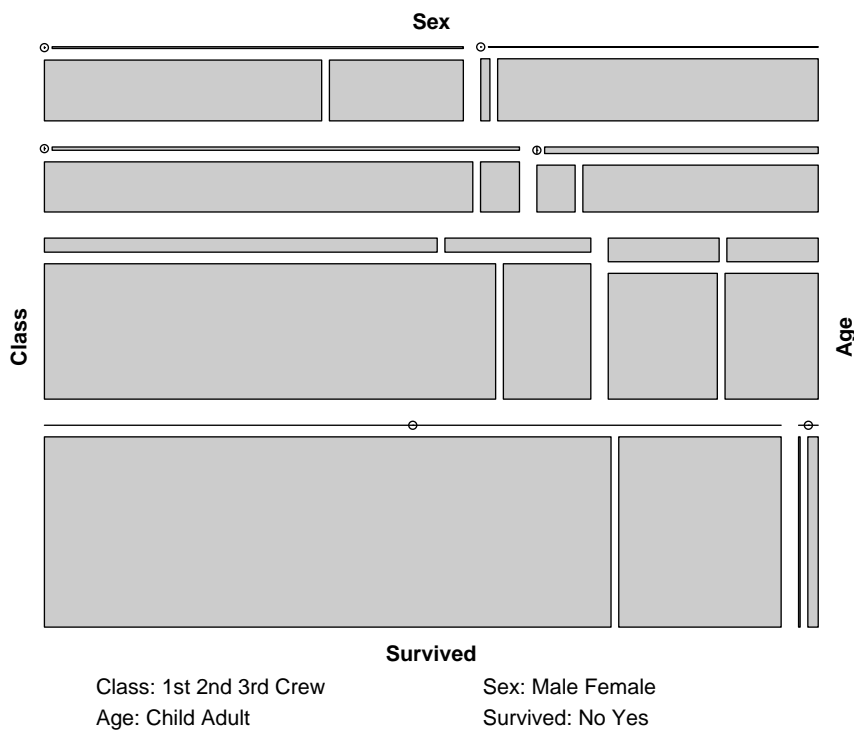 Sex
Class
Age
Survived
Class: 1st 2nd 3rd Crew
Sex: Male Female
Age: Child Adult
Survived: No Yes